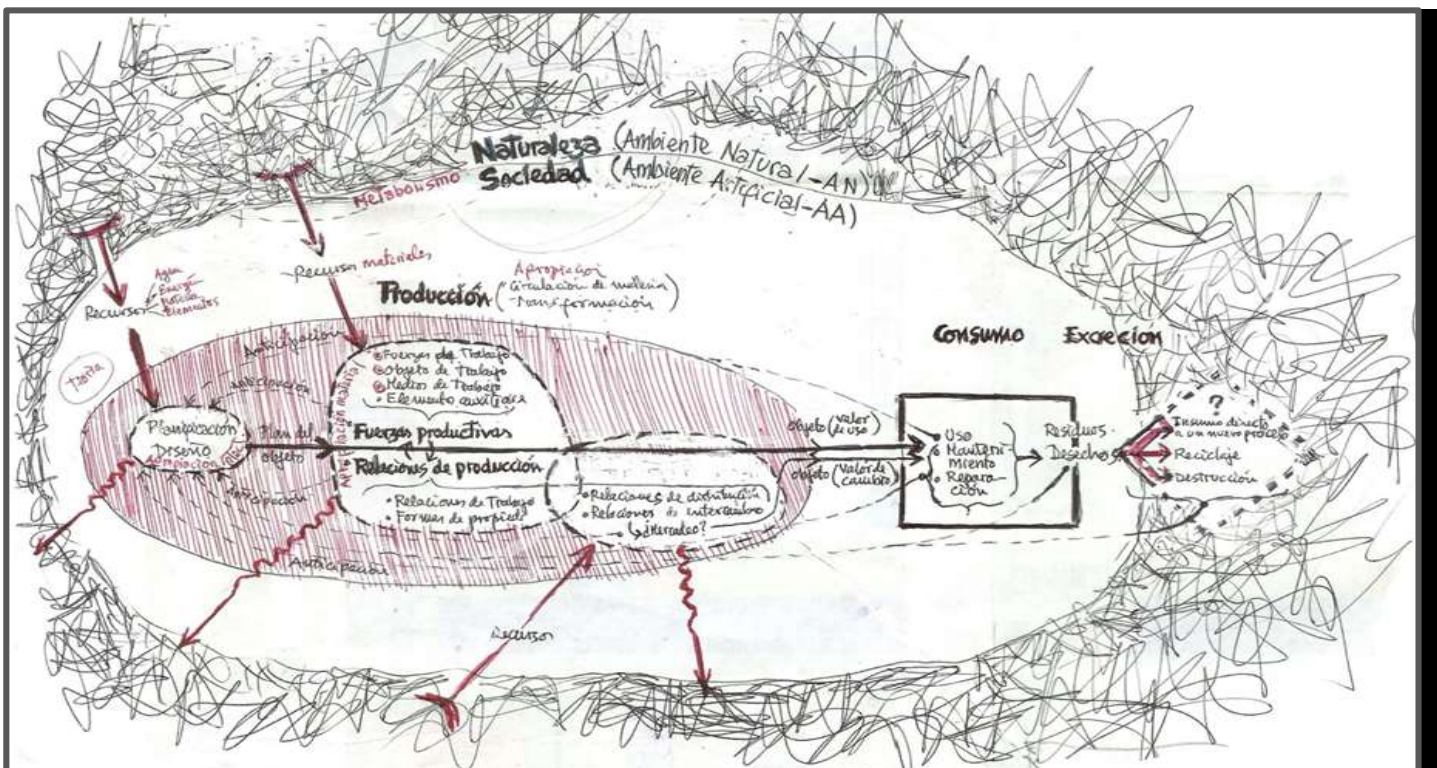 Naturaleza (Ambiente Natural-AN)
Sociedad (Ambiente Artificial-AA)
Metabolismo
Recursos materiales
Recursos
Agua
Energía
Elementos
Producción
Apropiación
Circulación de materia
-Transformación
Consumo
Excreción
Anticipación
Anticipación
Fuerzas de Trabajo
Objeto de Trabajo
Medios de Trabajo
Fuerzas productivas
Relaciones de producción
• Relaciones de Trabajo
• Formas de propiedad
Planificación
Diseño
Plan del
objeto
Anticipación
Anticipación
• Relaciones de distribución
• Relaciones de intercambio
¿Mercadeo?
objeto (valor
de uso)
objeto (valor de
cambio)
• Uso
• Manteni-
miento
• Repara-
ción
Residuos
Desechos
?
Insumo directo
a un nuevo proceso
• Reciclaje
• Destrucción
Recursos